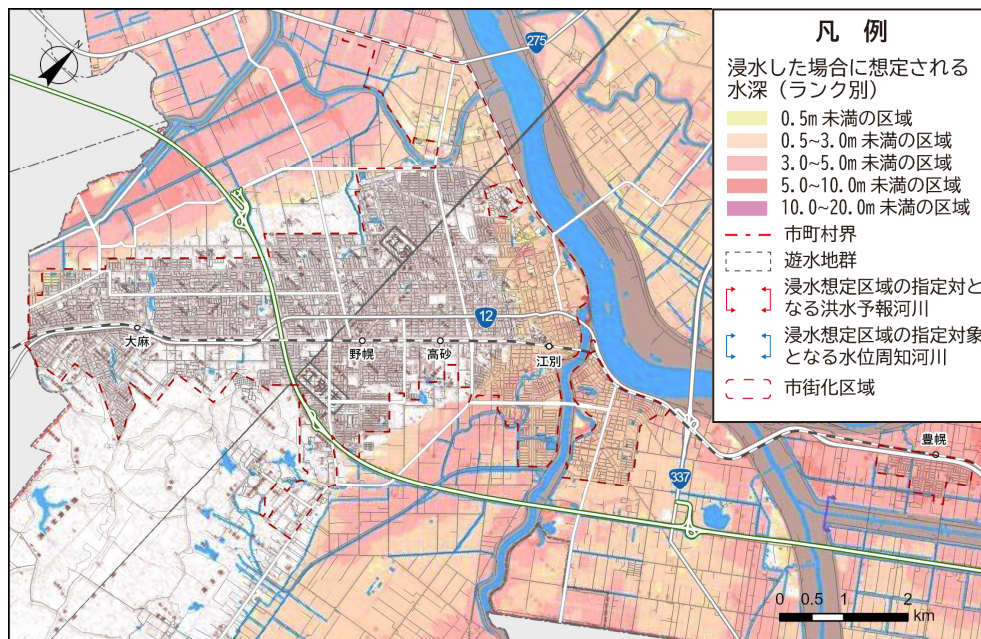 N
275
12
337
大麻
野幌
高砂
江別
豊幌
凡 例
浸水した場合に想定される
水深（ランク別）
0.5m 未満の区域
0.5~3.0m 未満の区域
3.0~5.0m 未満の区域
5.0~10.0m 未満の区域
10.0~20.0m 未満の区域
市町村界
遊水地群
浸水想定区域の指定対と
なる洪水予報河川
浸水想定区域の指定対象
となる水位周知河川
市街化区域
0 0.5 1 2
km